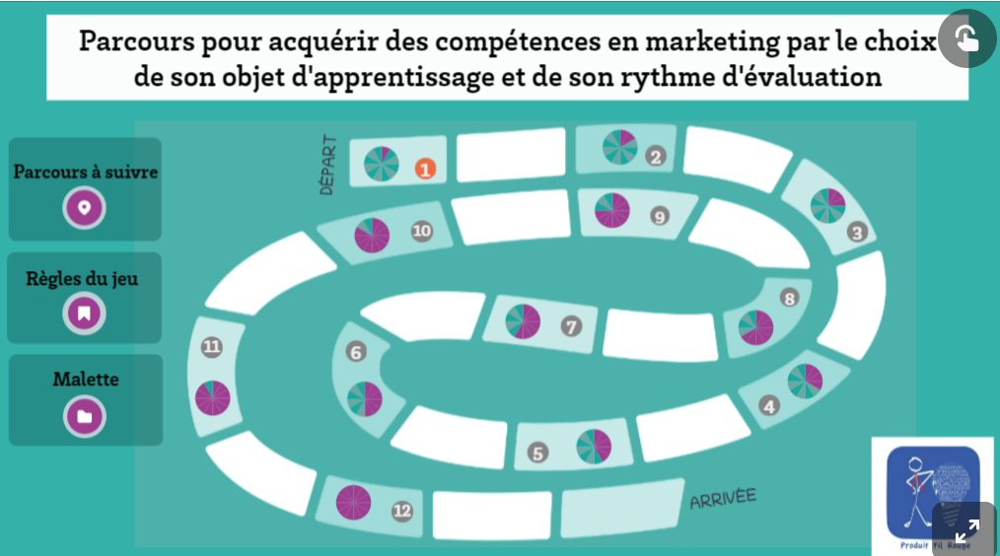 Parcours pour acquérir des compétences en marketing par le choix
de son objet d'apprentissage et de son rythme d'évaluation
DÉPART
1
2
3
Parcours à suivre
10
9
Règles du jeu
8
7
11
6
Malette
4
5
12
ARRIVÉE
Produit fil Rouge